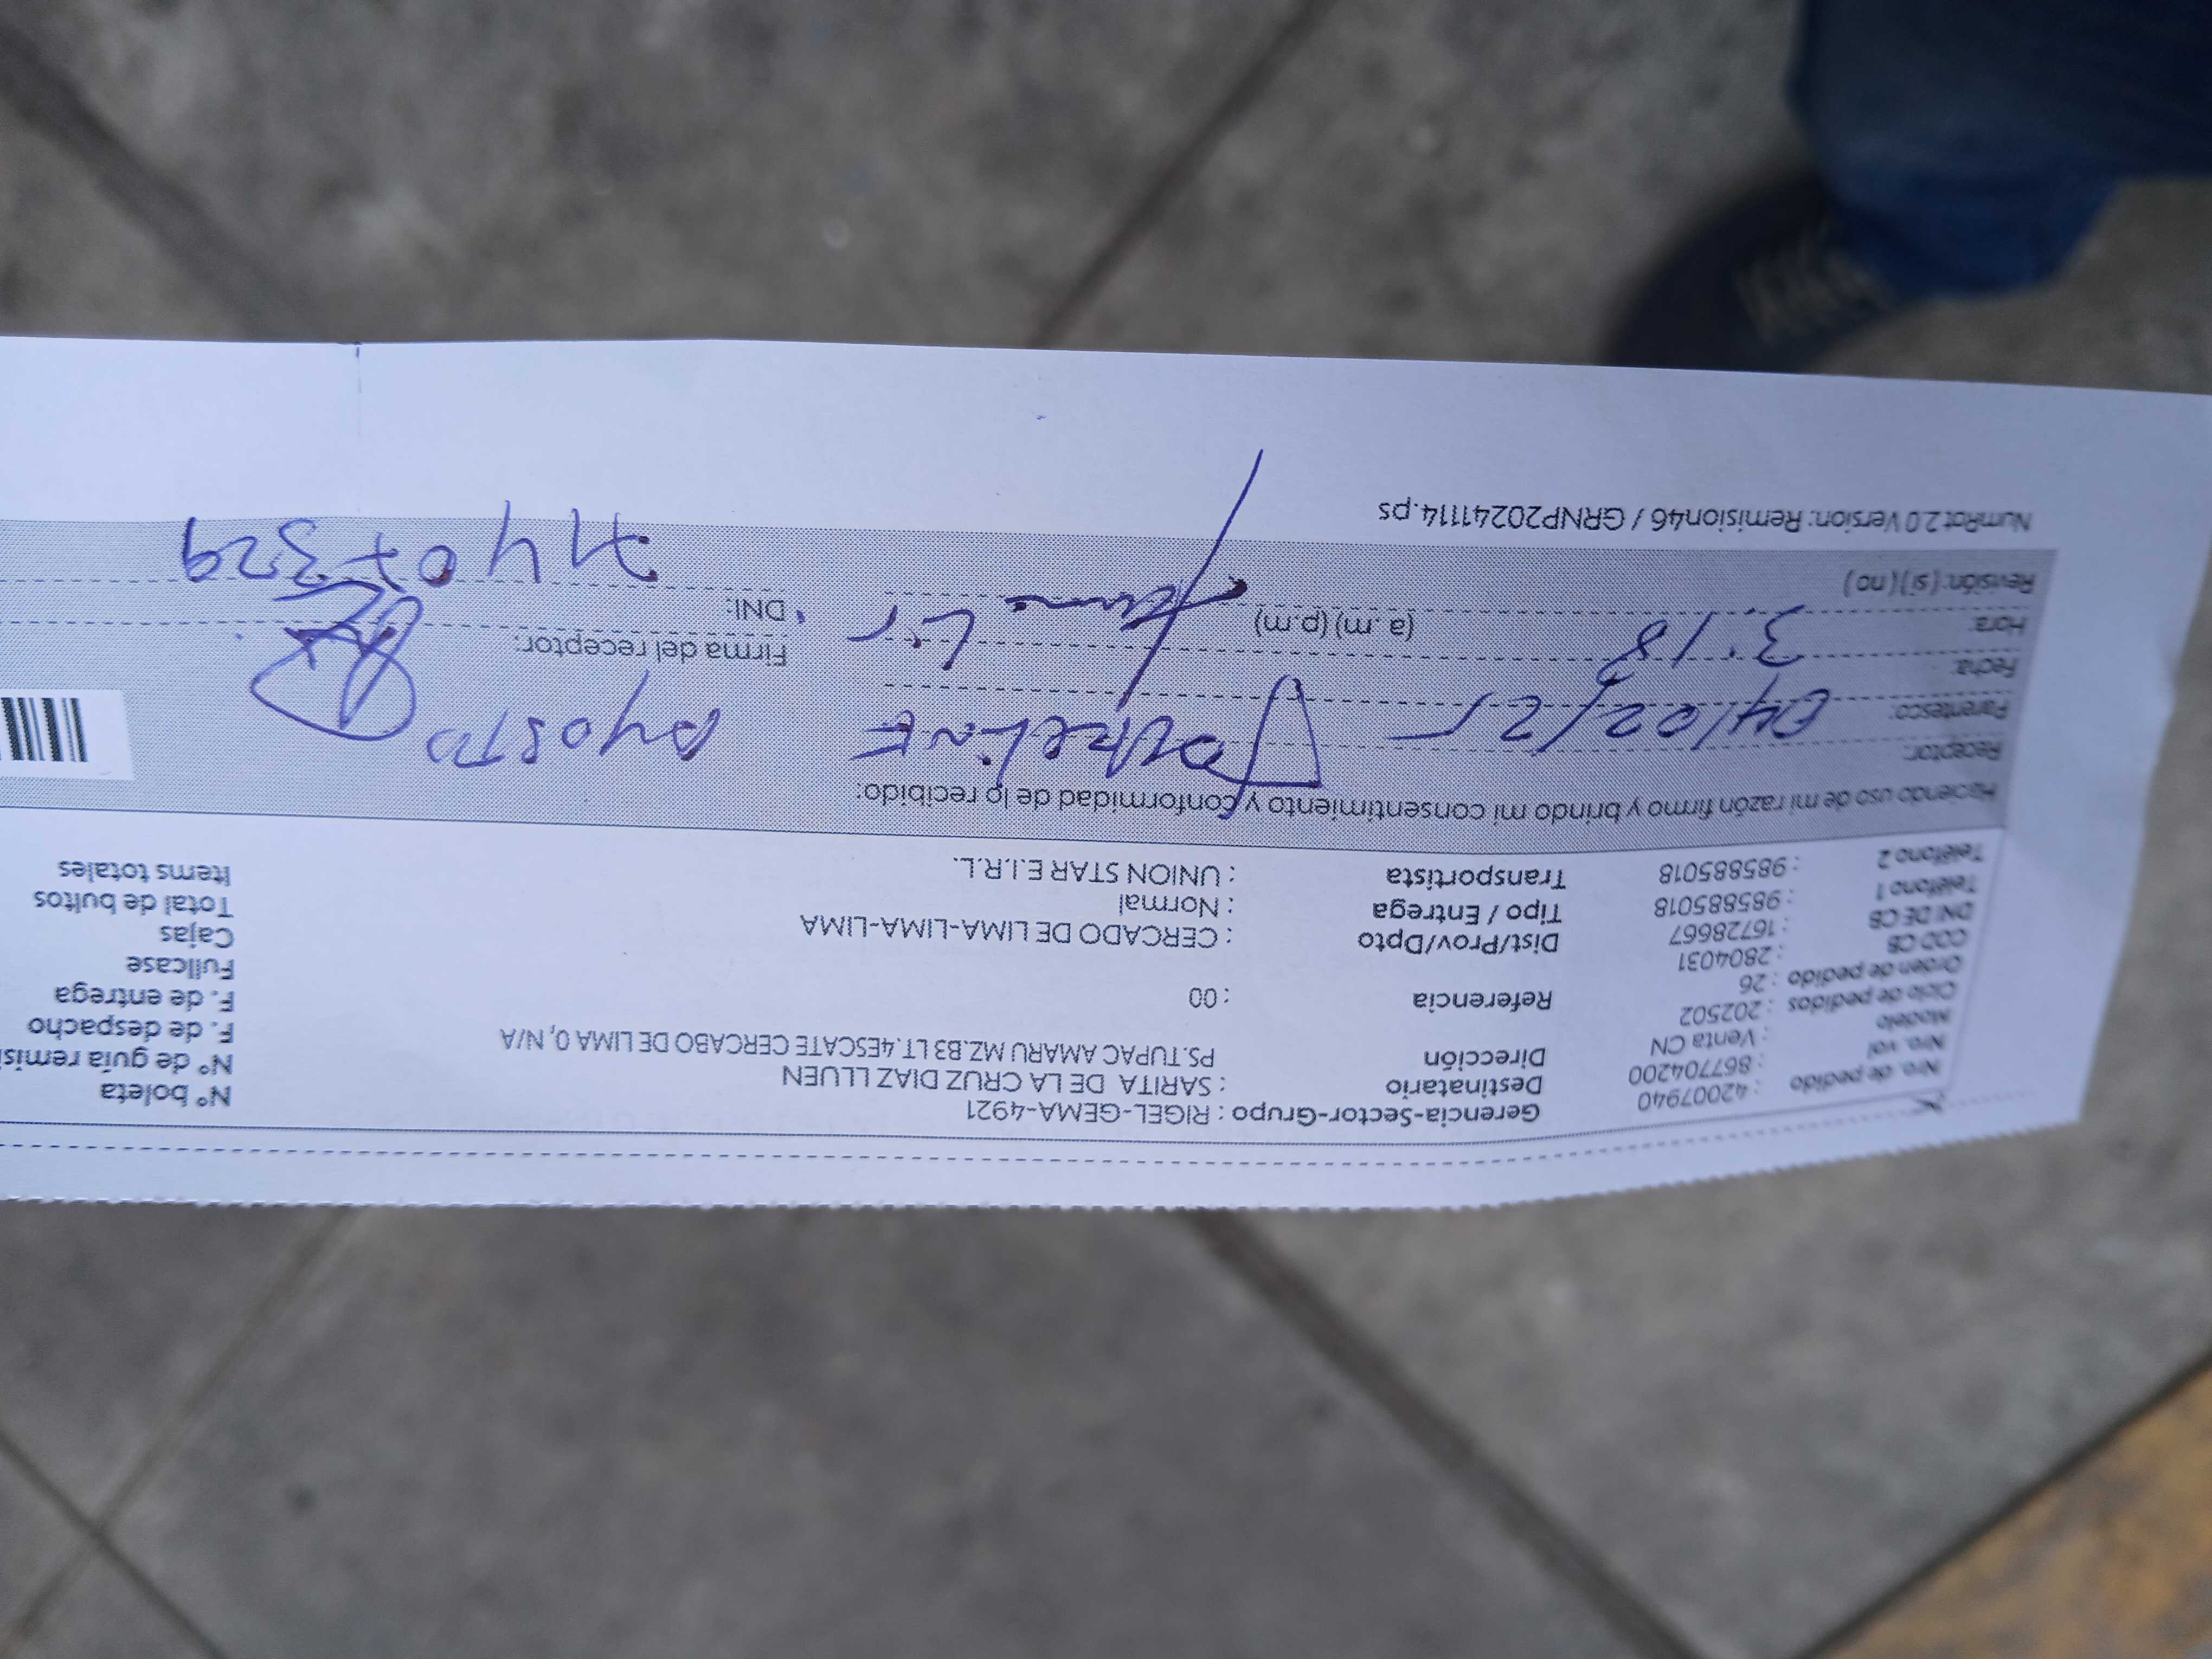 Nro. de pedido : 42007940 Gerencia-Sector-Grupo : RIGEL-GEMA-4921 N° boleta
Nro. vol : 867704200 Destinatario : SARITA DE LA CRUZ DIAZ LLUEN N° de guía remisi
Modelo : Venta CN Dirección PS.TUPAC AMARU MZ.B3 LT.4ESCATE CERCABO DE LIMA 0, N/A F. de despacho
Ciclo de pedidos : 202502 Referencia : 00 F. de entrega
Orden de pedido : 26 Fullcase
COD CB : 2804031 Dist/Prov/Dpto : CERCADO DE LIMA-LIMA-LIMA Cajas
DNI DE CB : 16728667 Tipo / Entrega : Normal Total de bultos
Teléfono 1 : 985885018 Transportista : UNION STAR E.I.R.L. Items totales
Teléfono 2 : 985885018
Haciendo uso de mi razón firmo y brindo mi consentimiento y conformidad de lo recibido:
Receptor:
Parentesco: 04/02/25
Fecha: Firma del receptor:
Hora: 3:18 (a.m) (p.m) DNI:
Revisión: (si) (no)
NumRot 2.0 Version: Remision46 / GRNP20241114.ps